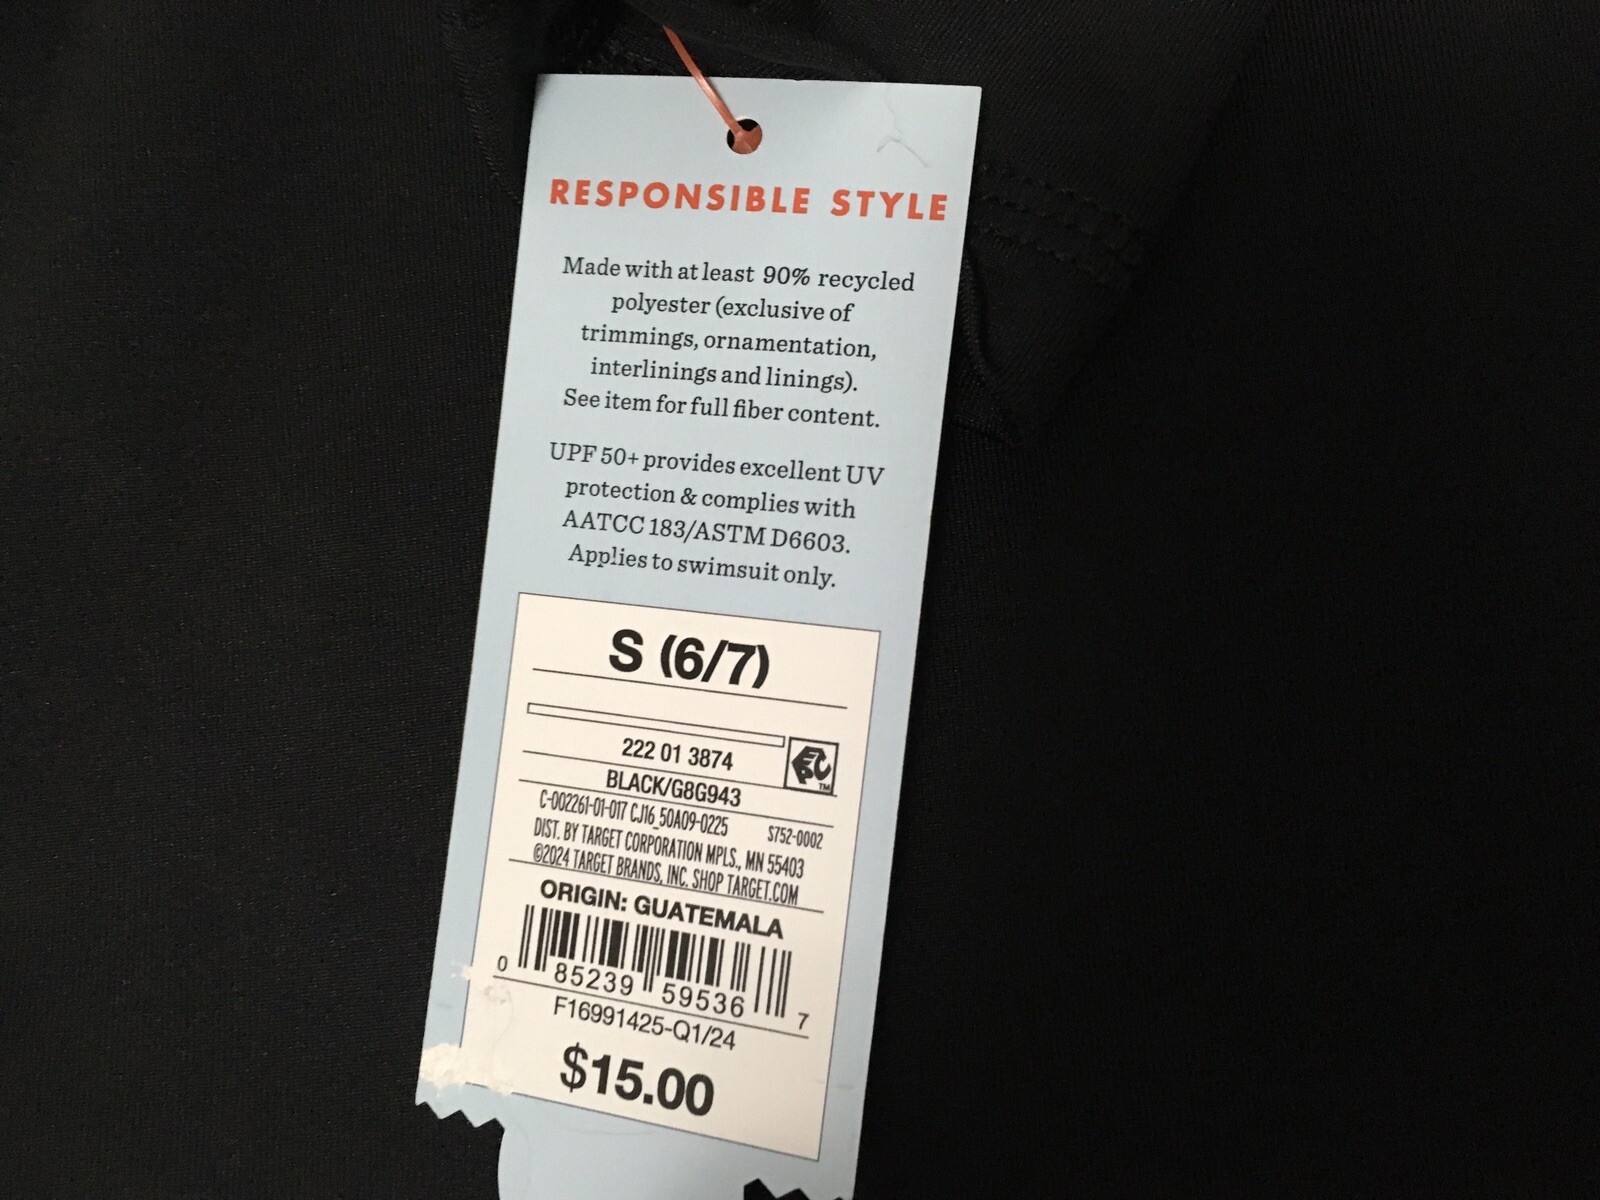 RESPONSIBLE STYLE
Made with at least 90% recycled
polyester (exclusive of
trimmings, ornamentation,
interlinings and linings).
See item for full fiber content.
UPF 50+ provides excellent UV
protection & complies with
AATCC 183/ASTM D6603.
Applies to swimsuit only.
S (6/7)
222 01 3874
EPC TM
BLACK/G8G943
C-002261-01-017 CJ16_50A09-0225 S752-0002
DIST. BY TARGET CORPORATION MPLS., MN 55403
©2024 TARGET BRANDS, INC. SHOP TARGET.COM
ORIGIN: GUATEMALA
0 85239 59536 7
F16991425-Q1/24
$15.00